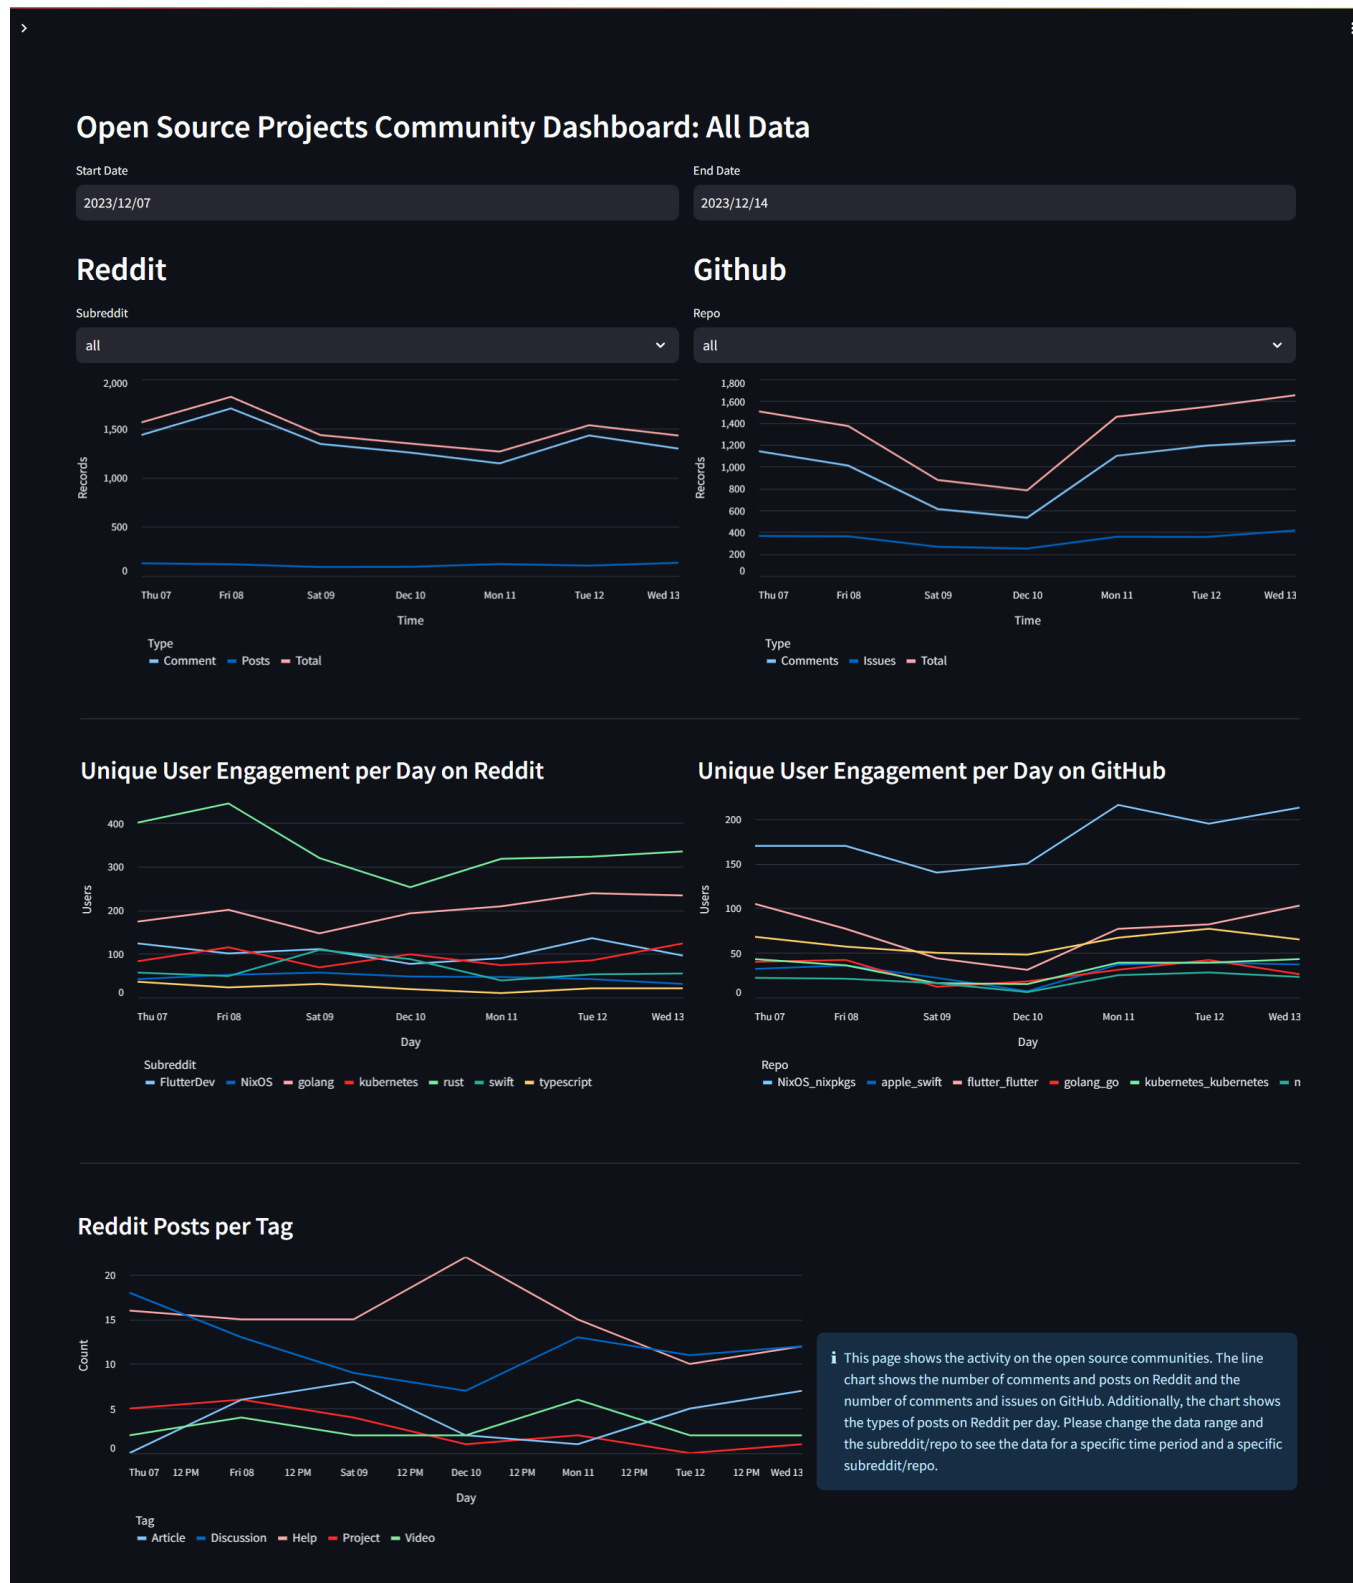 Open Source Projects Community Dashboard: All Data
Start Date
End Date
2023/12/07
2023/12/14
Reddit
Github
Subreddit
Repo
all
all
2,000
1,500
1,000
500
0
Records
Thu 07 Fri 08 Sat 09 Dec 10 Mon 11 Tue 12 Wed 13
Time
Type
Comment Posts Total
1,800
1,600
1,400
1,200
1,000
800
600
400
200
0
Records
Thu 07 Fri 08 Sat 09 Dec 10 Mon 11 Tue 12 Wed 13
Time
Type
Comments Issues Total
Unique User Engagement per Day on Reddit
400
300
200
100
0
Users
Thu 07 Fri 08 Sat 09 Dec 10 Mon 11 Tue 12 Wed 13
Day
Subreddit
FlutterDev NixOS golang kubernetes rust swift typescript
Unique User Engagement per Day on GitHub
200
150
100
50
0
Users
Thu 07 Fri 08 Sat 09 Dec 10 Mon 11 Tue 12 Wed 13
Day
Repo
NixOS_nixpkgs apple_swift flutter_flutter golang_go kubernetes_kubernetes
Reddit Posts per Tag
20
15
10
5
0
Count
Thu 07 12 PM Fri 08 12 PM Sat 09 12 PM Dec 10 12 PM Mon 11 12 PM Tue 12 12 PM Wed 13
Day
Tag
Article Discussion Help Project Video
This page shows the activity on the open source communities. The line
chart shows the number of comments and posts on Reddit and the
number of comments and issues on GitHub. Additionally, the chart shows
the types of posts on Reddit per day. Please change the data range and
the subreddit/repo to see the data for a specific time period and a specific
subreddit/repo.